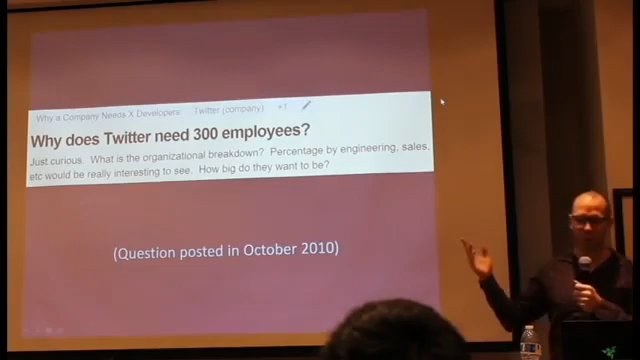 Why a Company Needs X Developers Twitter (company) +1
Why does Twitter need 300 employees?
Just curious. What is the organizational breakdown? Percentage by engineering, sales,
etc would be really interesting to see. How big do they want to be?
(Question posted in October 2010)